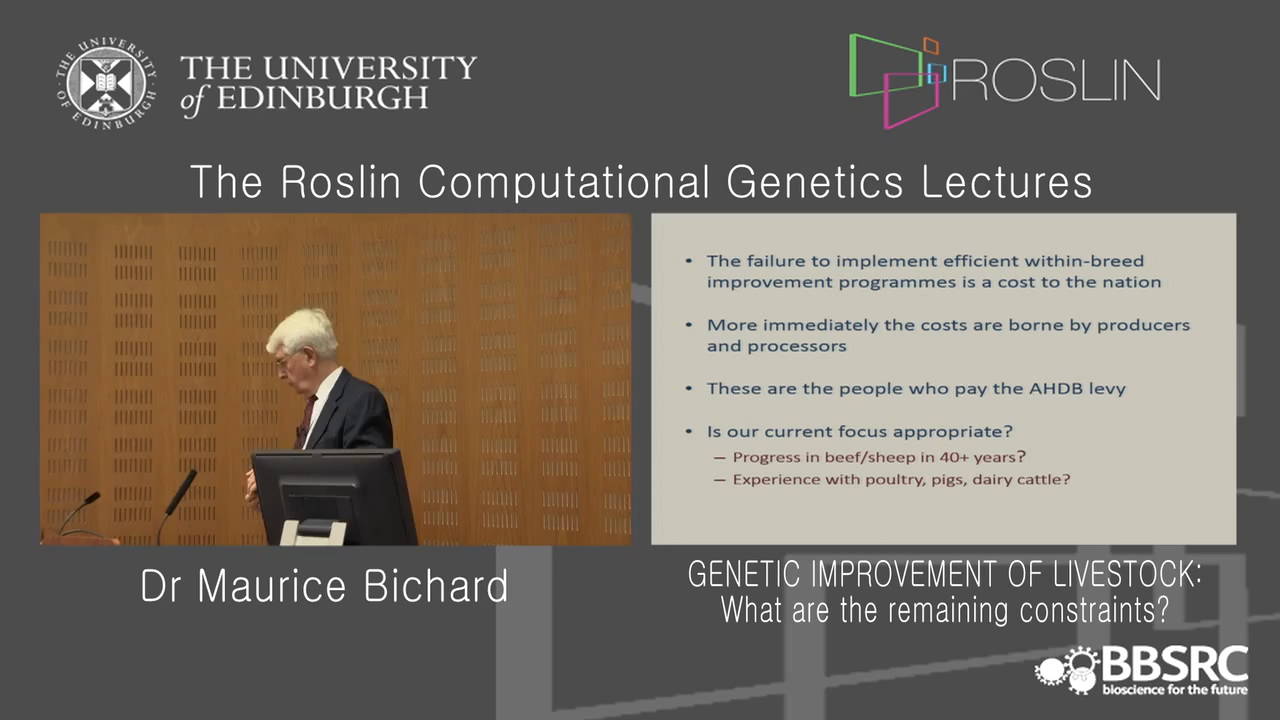 THE UNIVERSITY
of EDINBURGH
THE UNIVERSITY OF EDINBURGH
ROSLIN
The Roslin Computational Genetics Lectures
• The failure to implement efficient within-breed
improvement programmes is a cost to the nation
• More immediately the costs are borne by producers
and processors
• These are the people who pay the AHDB levy
• Is our current focus appropriate?
– Progress in beef/sheep in 40+ years?
– Experience with poultry, pigs, dairy cattle?
Dr Maurice Bichard
GENETIC IMPROVEMENT OF LIVESTOCK:
What are the remaining constraints?
BBSRC
bioscience for the future